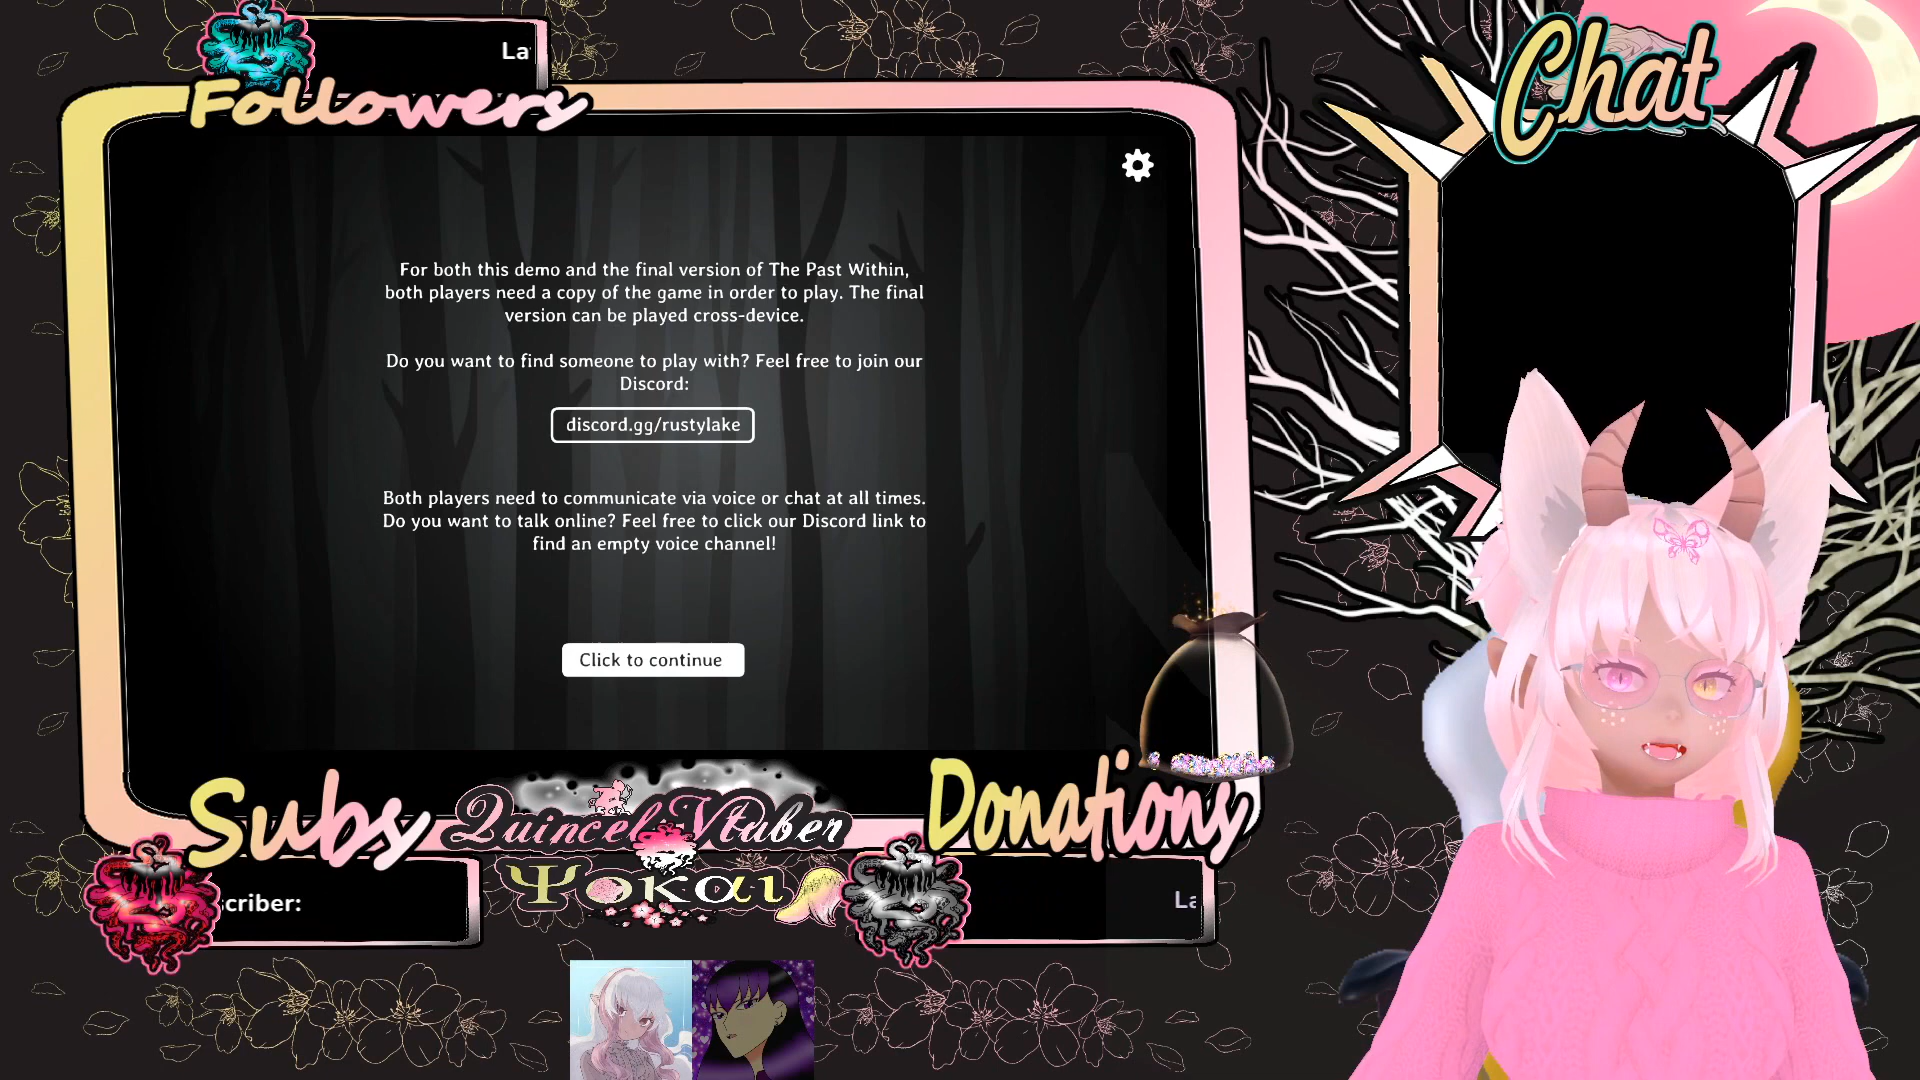 La
Followers
Chat
For both this demo and the final version of The Past Within,
both players need a copy of the game in order to play. The final
version can be played cross-device.
Do you want to find someone to play with? Feel free to join our
Discord:
discord.gg/rustylake
Both players need to communicate via voice or chat at all times.
Do you want to talk online? Feel free to click our Discord link to
find an empty voice channel!
Click to continue
Subs
Quincel Vtuber
Donations
Ψokai
criber:
La